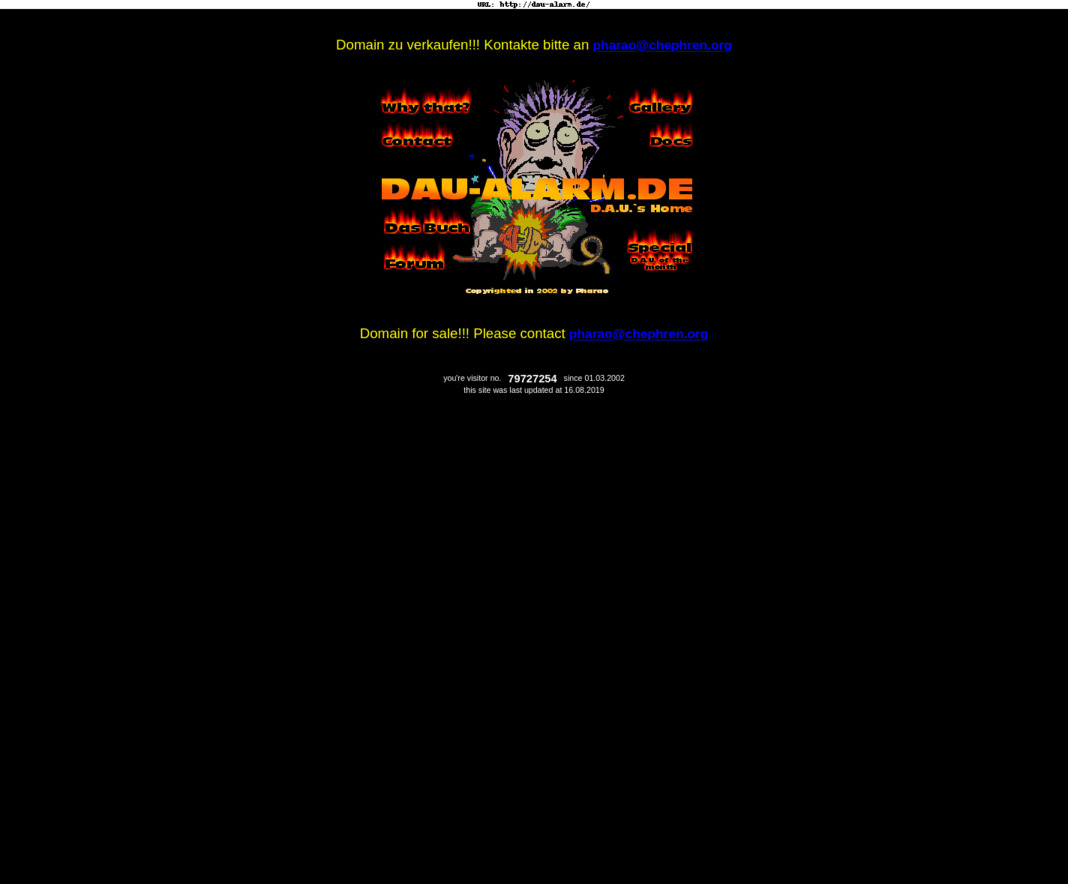 URL: http://dau-alarm.de/
Domain zu verkaufen!!! Kontakte bitte an pharao@chephren.org
Why that?
Gallery
Contact
Docs
DAU-ALARM.DE
D.A.U.`s Home
Das Buch
Forum
Special
D A U of the
month
Copyrighted in 2002 by Pharao
Domain for sale!!! Please contact pharao@chephren.org
you're visitor no. 79727254 since 01.03.2002
this site was last updated at 16.08.2019